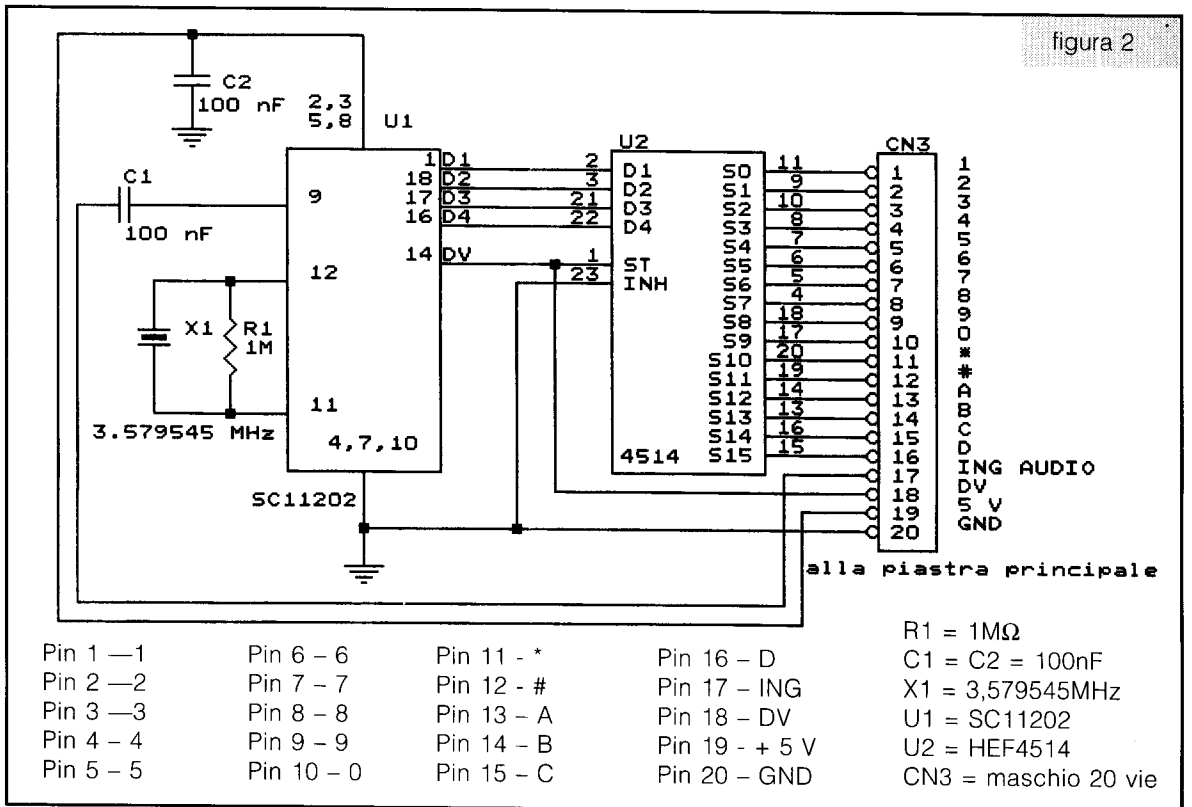 figura 2
C2
100 nF
2,3
5,8
U1
C1
100 nF
9
12
11
4,7,10
X1
R1
1M
3.579545 MHz
SC11202
1 D1
18 D2
17 D3
16 D4
14 DV
U2
2 D1
3 D2
21 D3
22 D4
1 ST
23 INH
4514
S0 11
S1 9
S2 10
S3 8
S4 7
S5 6
S6 5
S7 4
S8 18
S9 17
S10 20
S11 19
S12 14
S13 13
S14 16
S15 15
CN3
1 1
2 2
3 3
4 4
5 5
6 6
7 7
8 8
9 9
10 0
11 *
12 #
13 A
14 B
15 C
16 D
17 ING AUDIO
18 DV
19 5 V
20 GND
alla piastra principale
Pin 1 —1
Pin 2 —2
Pin 3 —3
Pin 4 – 4
Pin 5 – 5
Pin 6 – 6
Pin 7 – 7
Pin 8 – 8
Pin 9 – 9
Pin 10 – 0
Pin 11 - *
Pin 12 - #
Pin 13 – A
Pin 14 – B
Pin 15 – C
Pin 16 – D
Pin 17 – ING
Pin 18 – DV
Pin 19 - + 5 V
Pin 20 – GND
R1 = 1MΩ
C1 = C2 = 100nF
X1 = 3,579545MHz
U1 = SC11202
U2 = HEF4514
CN3 = maschio 20 vie